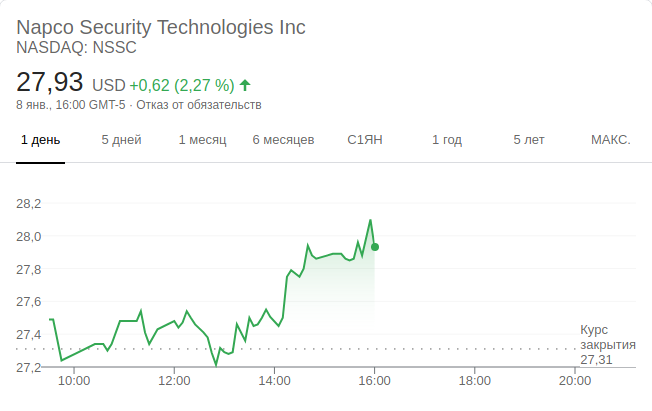 Napco Security Technologies Inc
NASDAQ: NSSC
27,93 USD +0,62 (2,27 %)
8 янв., 16:00 GMT-5 · Отказ от обязательств
1 день 5 дней 1 месяц 6 месяцев С1ЯН 1 год 5 лет МАКС.
28,2
28,0
27,8
27,6
27,4
27,2
Курс
закрытия
27,31
10:00 12:00 14:00 16:00 18:00 20:00